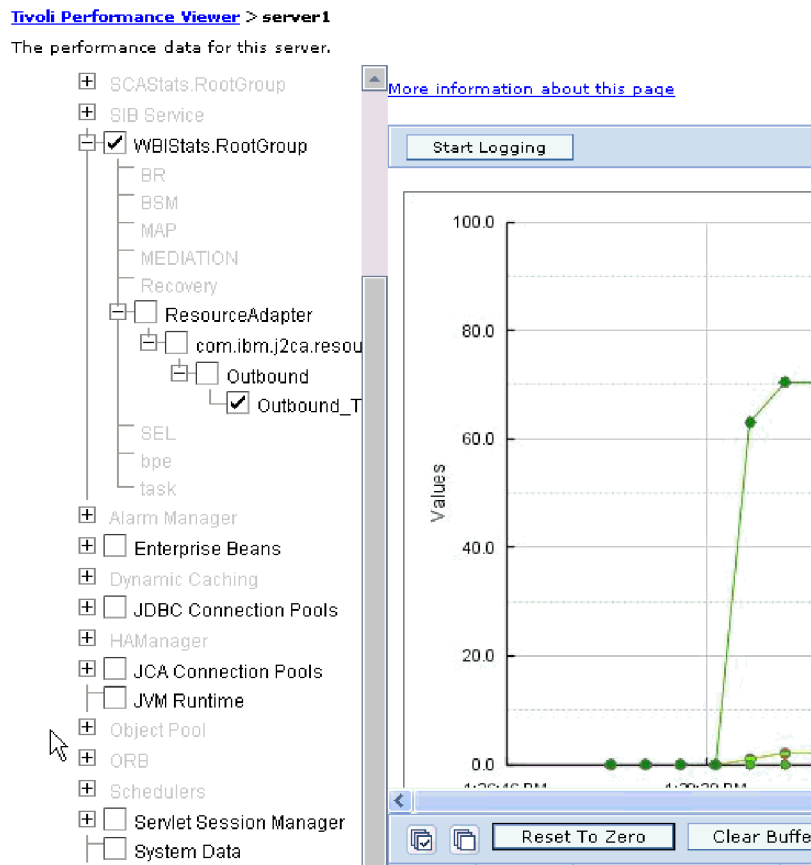 Tivoli Performance Viewer > server1
The performance data for this server.
SCAStats.RootGroup
SIB Service
WBIStats.RootGroup
BR
BSM
MAP
MEDIATION
Recovery
ResourceAdapter
com.ibm.j2ca.resou
Outbound
Outbound_T
SEL
bpe
task
Alarm Manager
Enterprise Beans
Dynamic Caching
JDBC Connection Pools
HAManager
JCA Connection Pools
JVM Runtime
Object Pool
ORB
Schedulers
Servlet Session Manager
System Data
More information about this page
Start Logging
100.0
80.0
60.0
40.0
20.0
0.0
Values
Reset To Zero
Clear Buffe